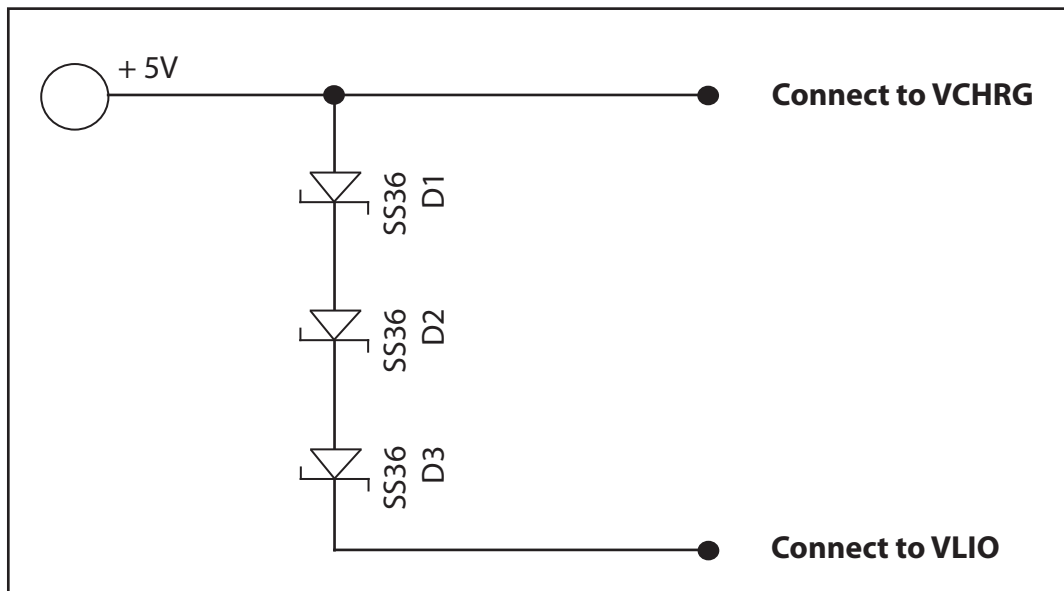 + 5V
Connect to VCHRG
SS36
D1
SS36
D2
SS36
D3
Connect to VLIO